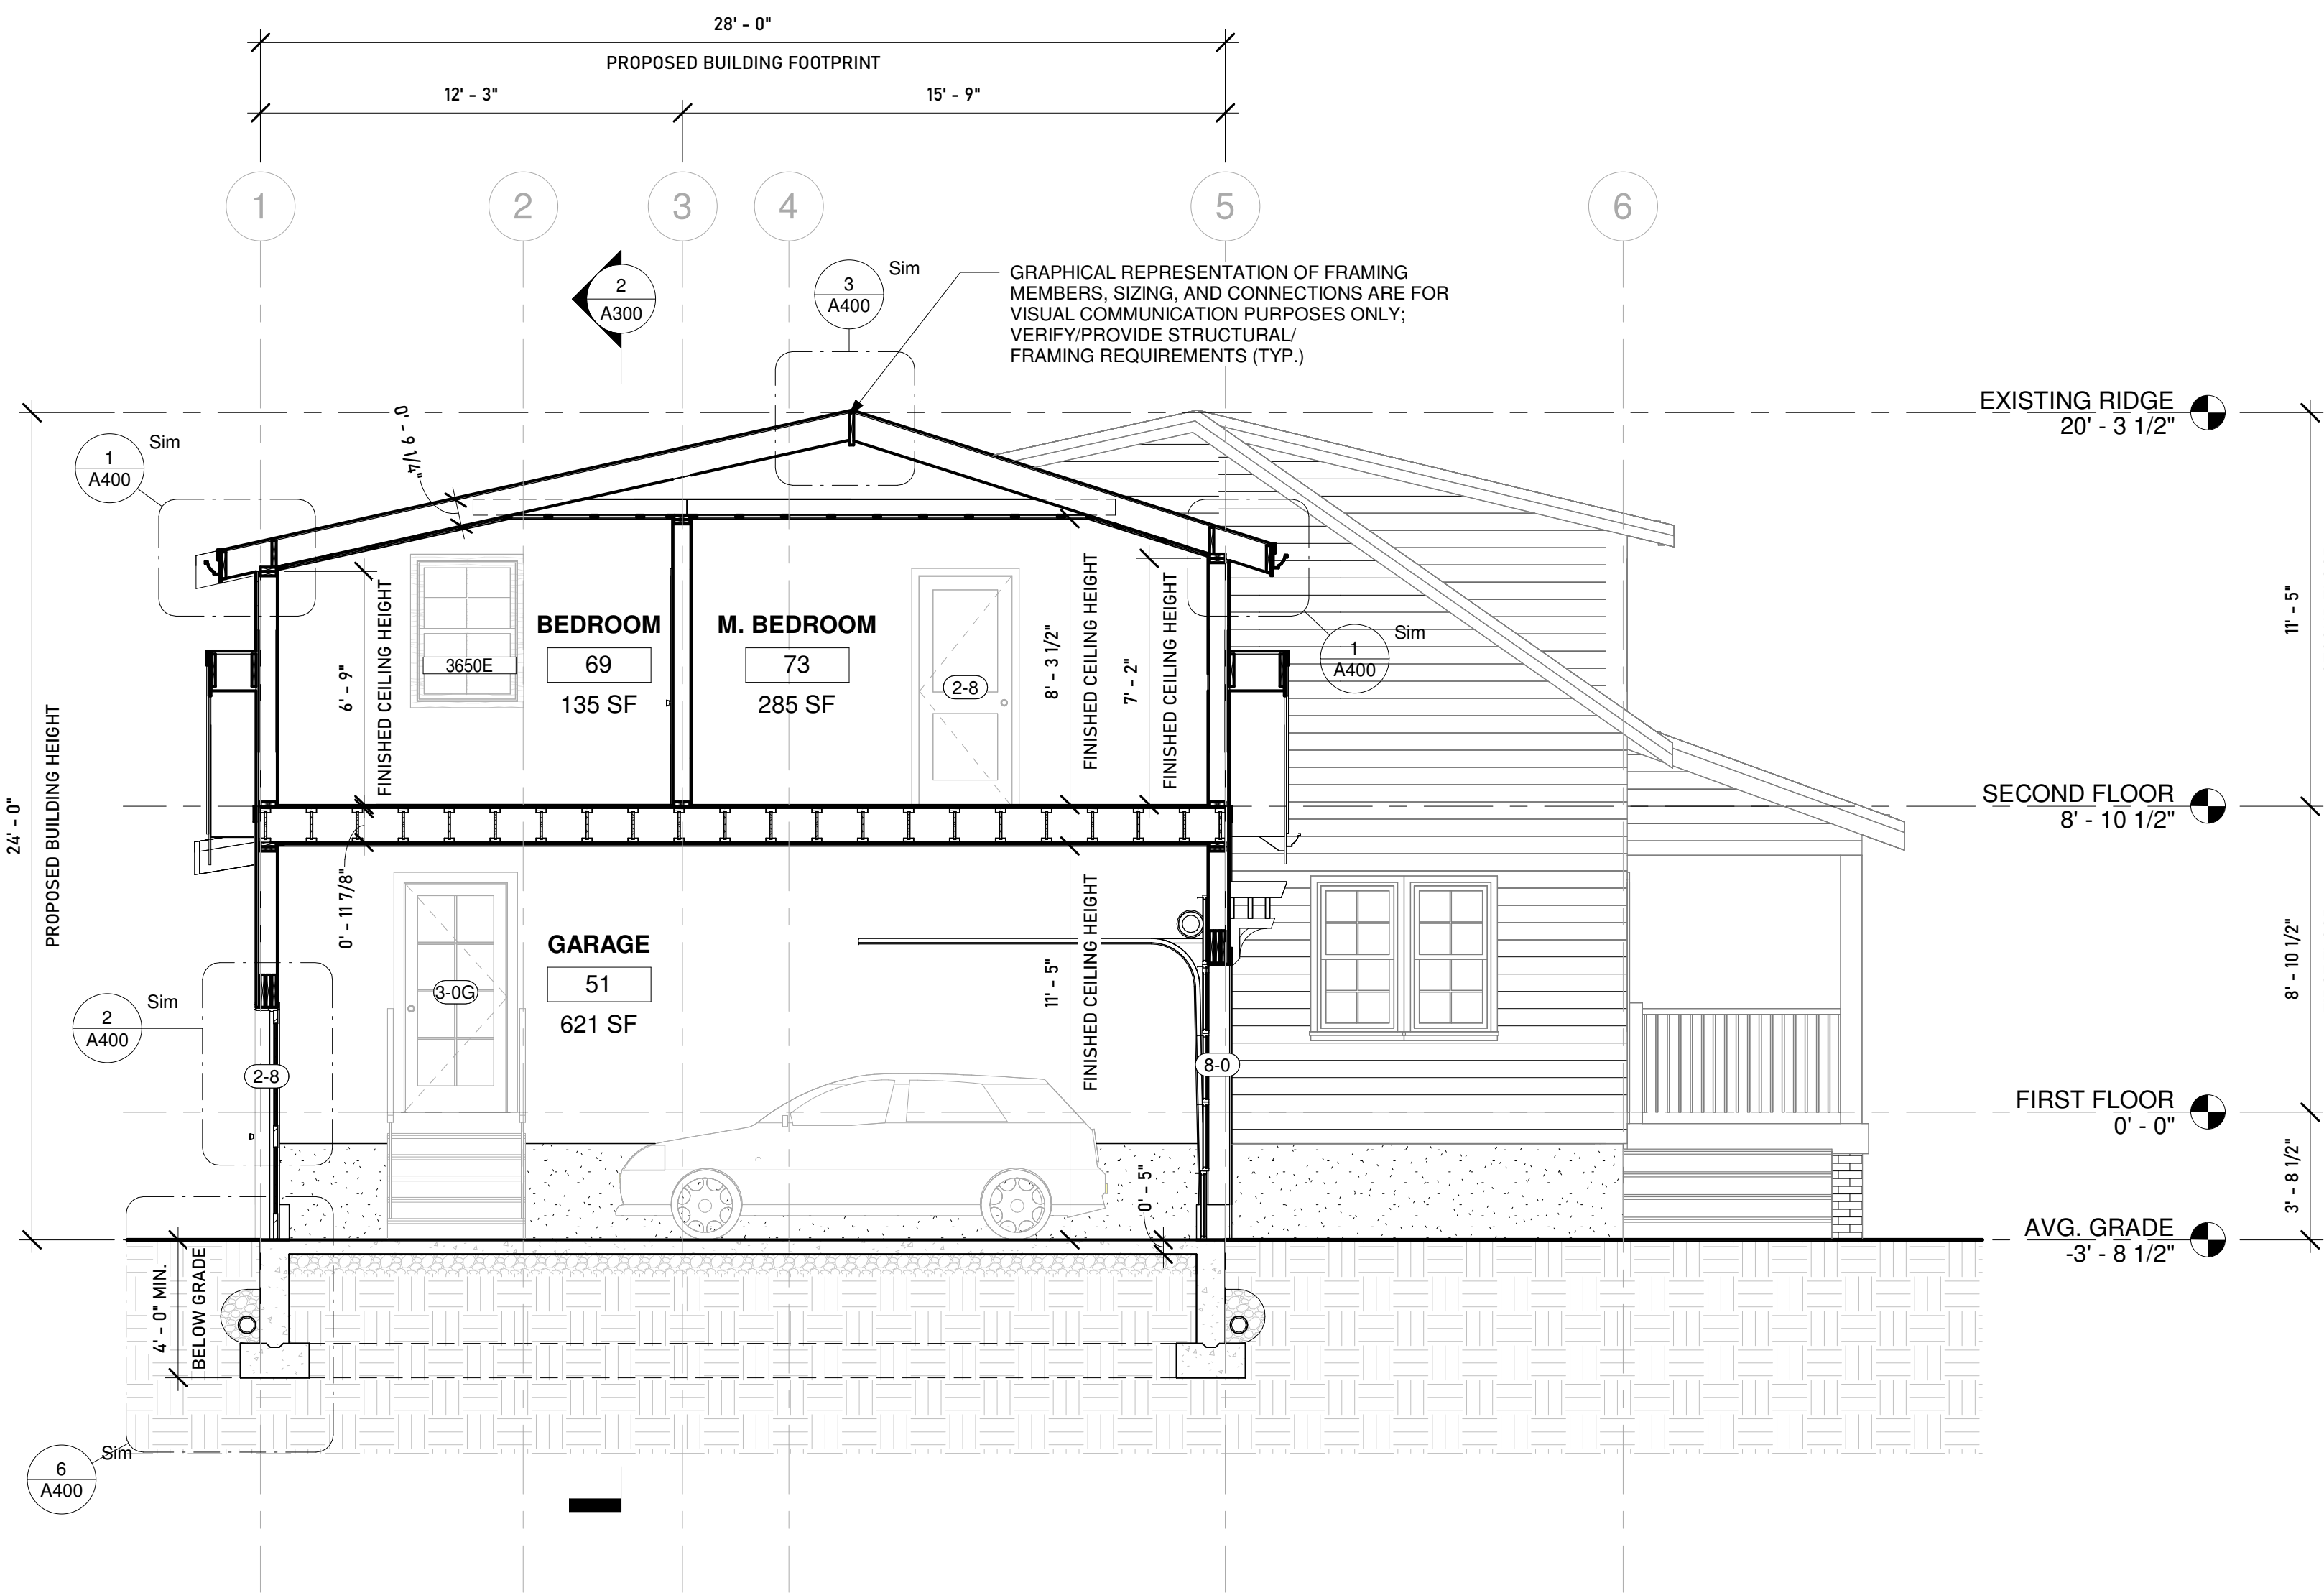 28' - 0"
PROPOSED BUILDING FOOTPRINT
12' - 3"
15' - 9"
1
2
3
4
5
6
2
A300
3
A400
Sim
GRAPHICAL REPRESENTATION OF FRAMING
MEMBERS, SIZING, AND CONNECTIONS ARE FOR
VISUAL COMMUNICATION PURPOSES ONLY;
VERIFY/PROVIDE STRUCTURAL/
FRAMING REQUIREMENTS (TYP.)
EXISTING RIDGE
20' - 3 1/2"
1
A400
Sim
0' - 9 1/4"
24' - 0"
PROPOSED BUILDING HEIGHT
6' - 9"
FINISHED CEILING HEIGHT
3650E
BEDROOM
69
135 SF
M. BEDROOM
73
285 SF
2-8
8' - 3 1/2"
FINISHED CEILING HEIGHT
7' - 2"
FINISHED CEILING HEIGHT
1
A400
Sim
11' - 5"
SECOND FLOOR
8' - 10 1/2"
0' - 11 7/8"
GARAGE
51
621 SF
3-0G
11' - 5"
FINISHED CEILING HEIGHT
8' - 10 1/2"
2
A400
Sim
2-8
8-0
FIRST FLOOR
0' - 0"
0' - 5"
3' - 8 1/2"
AVG. GRADE
-3' - 8 1/2"
4' - 0" MIN.
BELOW GRADE
6
A400
Sim